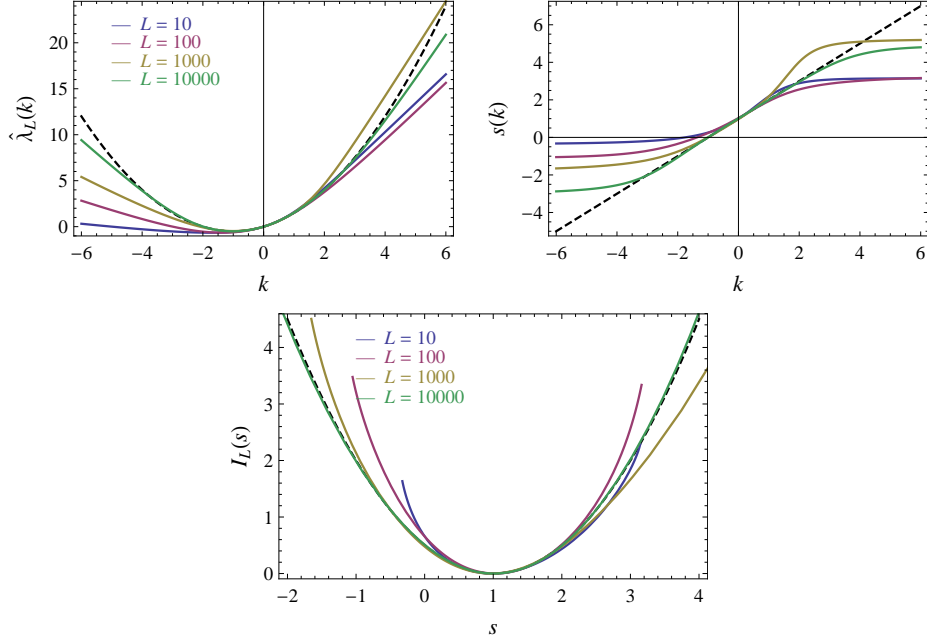 L = 10
L = 100
L = 1000
L = 10000
λ̂_L(k)
20
15
10
5
0
−6 −4 −2 0 2 4 6
k
s(k)
6
4
2
0
−2
−4
−6 −4 −2 0 2 4 6
k
L = 10
L = 100
L = 1000
L = 10000
I_L(s)
4
3
2
1
0
−2 −1 0 1 2 3 4
s